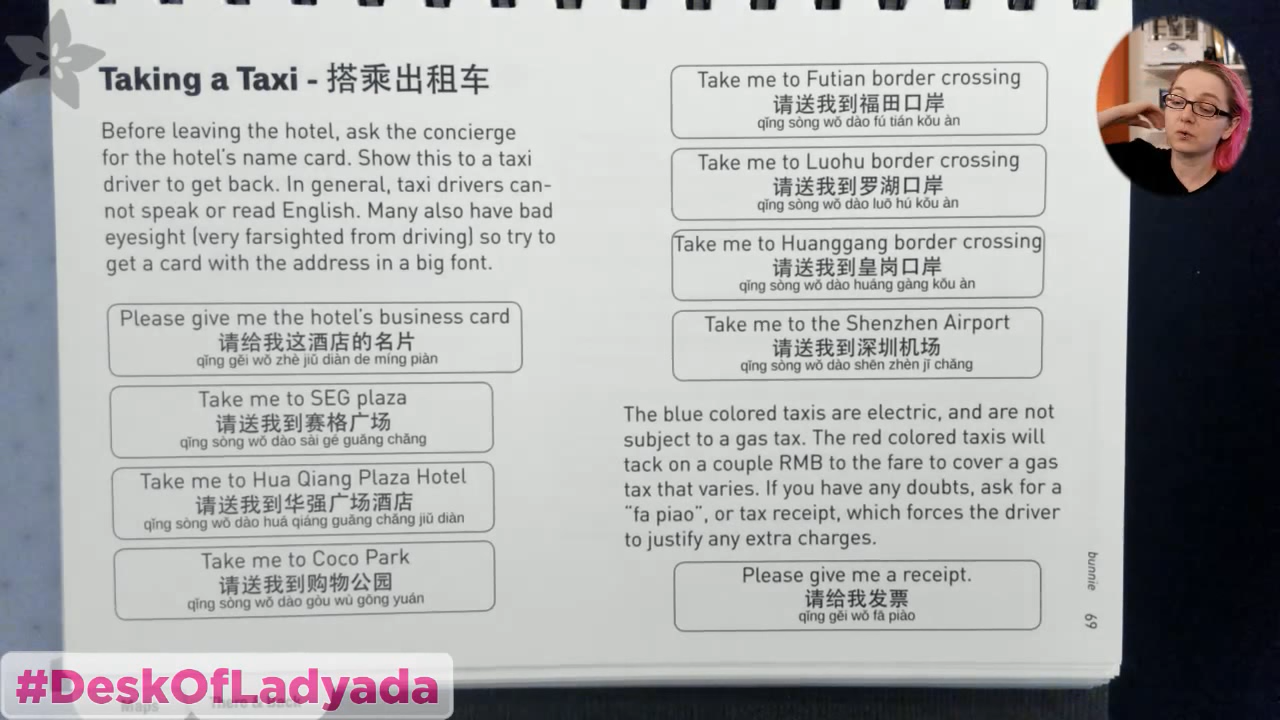 Taking a Taxi - 搭乘出租车
Before leaving the hotel, ask the concierge
for the hotel's name card. Show this to a taxi
driver to get back. In general, taxi drivers can-
not speak or read English. Many also have bad
eyesight (very farsighted from driving) so try to
get a card with the address in a big font.
Please give me the hotel's business card
请给我这酒店的名片
qǐng gěi wǒ zhè jiǔ diàn de míng piàn
Take me to SEG plaza
请送我到赛格广场
qǐng sòng wǒ dào sài gé guǎng chǎng
Take me to Hua Qiang Plaza Hotel
请送我到华强广场酒店
qǐng sòng wǒ dào huá qiáng guǎng chǎng jiǔ diàn
Take me to Coco Park
请送我到购物公园
qǐng sòng wǒ dào gòu wù gōng yuán
Take me to Futian border crossing
请送我到福田口岸
qǐng sòng wǒ dào fú tián kǒu àn
Take me to Luohu border crossing
请送我到罗湖口岸
qǐng sòng wǒ dào luō hú kǒu àn
Take me to Huanggang border crossing
请送我到皇岗口岸
qǐng sòng wǒ dào huáng gàng kǒu àn
Take me to the Shenzhen Airport
请送我到深圳机场
qǐng sòng wǒ dào shēn zhèn jī chǎng
The blue colored taxis are electric, and are not
subject to a gas tax. The red colored taxis will
tack on a couple RMB to the fare to cover a gas
tax that varies. If you have any doubts, ask for a
"fa piao", or tax receipt, which forces the driver
to justify any extra charges.
Please give me a receipt.
请给我发票
qǐng gěi wǒ fā piào
bunnie 69
#DeskOfLadyada
Maps
There & Back